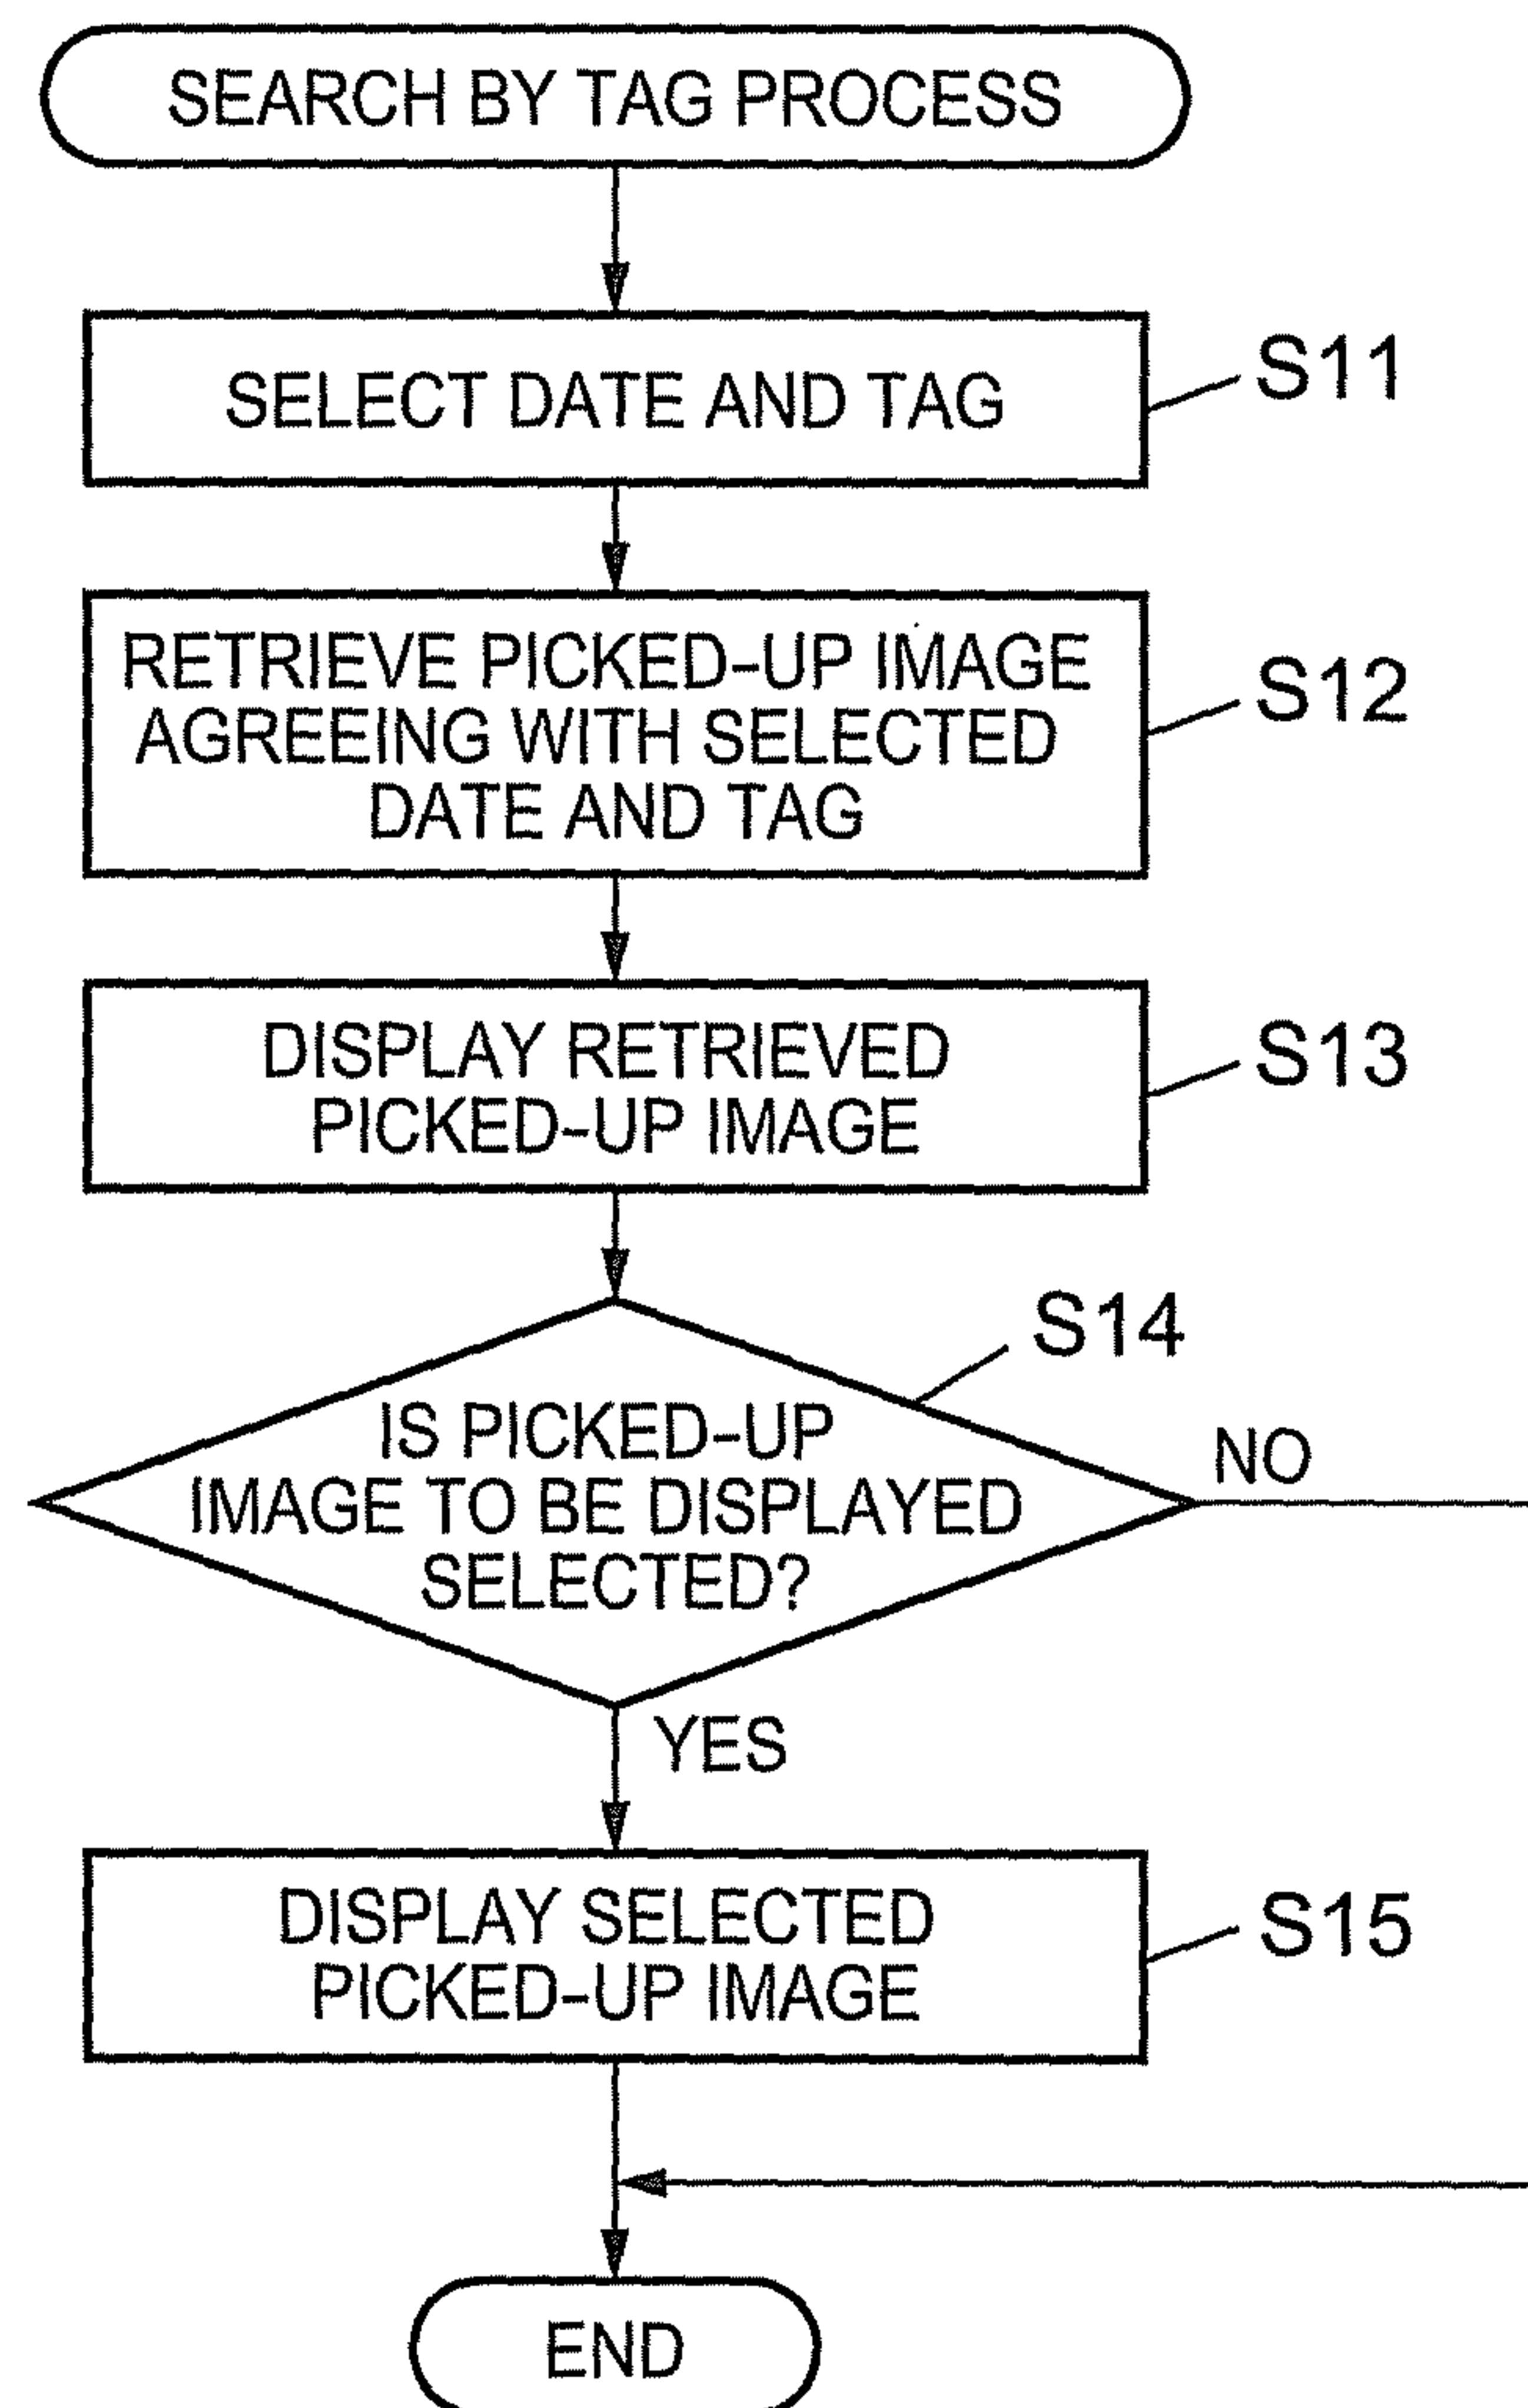 SEARCH BY TAG PROCESS
SELECT DATE AND TAG
S11
RETRIEVE PICKED-UP IMAGE
AGREEING WITH SELECTED
DATE AND TAG
S12
DISPLAY RETRIEVED
PICKED-UP IMAGE
S13
S14
IS PICKED-UP
IMAGE TO BE DISPLAYED
SELECTED?
NO
YES
DISPLAY SELECTED
PICKED-UP IMAGE
S15
END